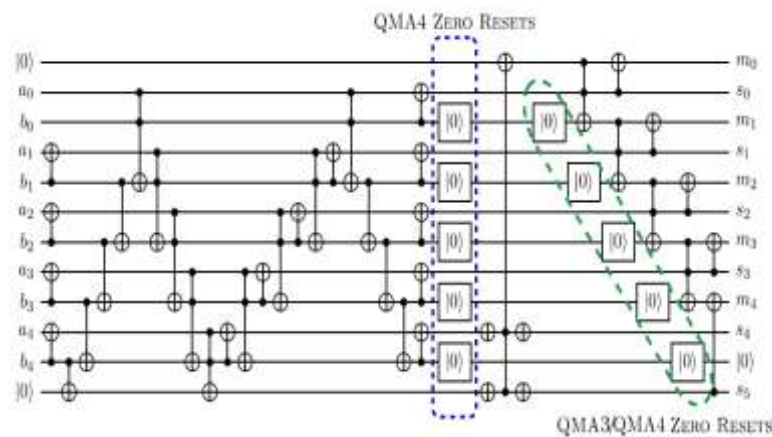 QMA4 ZERO RESETS
|0⟩ m₀
a₀ s₀
b₀ |0⟩ |0⟩ m₁
a₁ s₁
b₁ |0⟩ |0⟩ m₂
a₂ s₂
b₂ |0⟩ |0⟩ m₃
a₃ s₃
b₃ |0⟩ |0⟩ m₄
a₄ s₄
b₄ |0⟩ |0⟩ |0⟩
|0⟩ s₅
QMA3/QMA4 ZERO RESETS